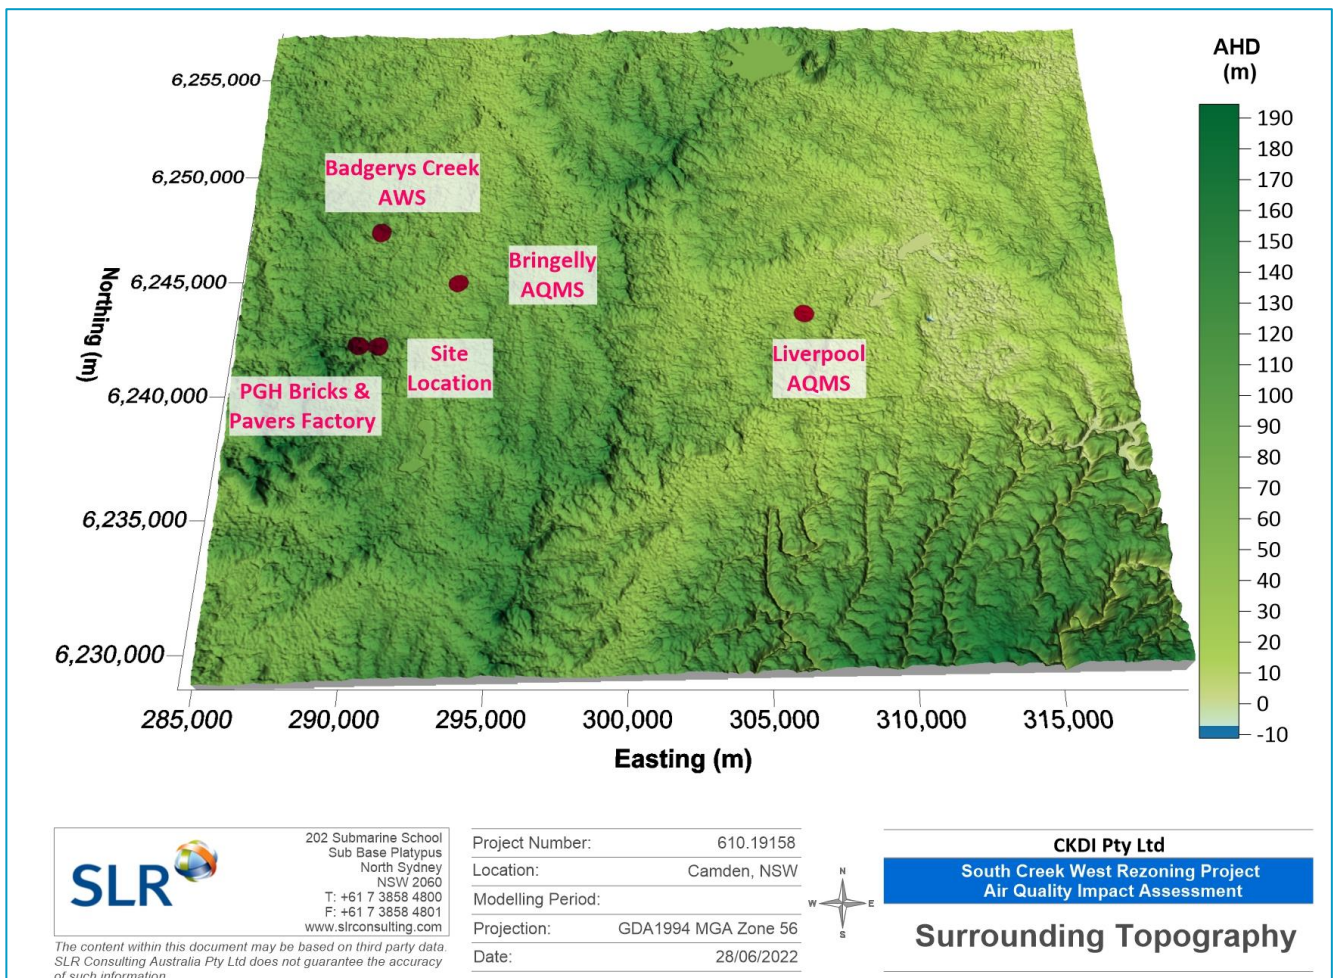 AHD
(m)
6,255,000
6,250,000
6,245,000
6,240,000
6,235,000
6,230,000
Northing (m)
Badgerys Creek
AWS
Bringelly
AQMS
Site
Location
PGH Bricks &
Pavers Factory
Liverpool
AQMS
190
180
170
160
150
140
130
120
110
100
90
80
70
60
50
40
30
20
10
0
-10
285,000
290,000
295,000
300,000
305,000
310,000
315,000
Easting (m)
SLR
202 Submarine School
Sub Base Platypus
North Sydney
NSW 2060
T: +61 7 3858 4800
F: +61 7 3858 4801
www.slrconsulting.com
The content within this document may be based on third party data.
SLR Consulting Australia Pty Ltd does not guarantee the accuracy
of such information.
Project Number: 610.19158
Location: Camden, NSW
Modelling Period:
Projection: GDA1994 MGA Zone 56
Date: 28/06/2022
N
W E
S
CKDI Pty Ltd
South Creek West Rezoning Project
Air Quality Impact Assessment
Surrounding Topography